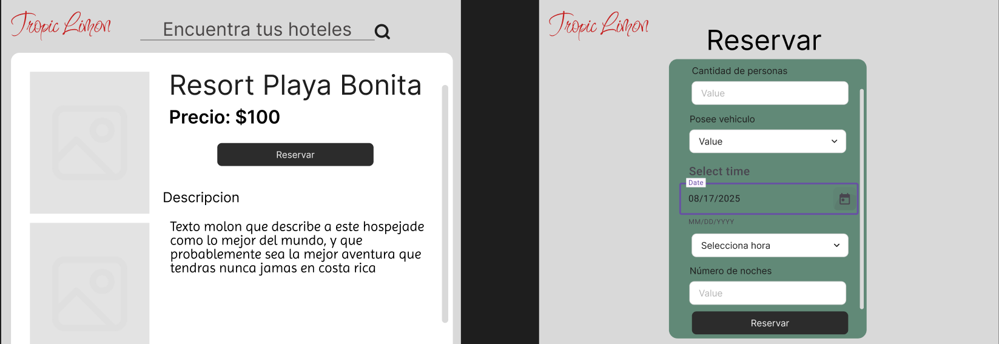 Tropic Limon
Encuentra tus hoteles
Resort Playa Bonita
Precio: $100
Reservar
Descripcion
Texto molon que describe a este hospejade
como lo mejor del mundo, y que
probablemente sea la mejor aventura que
tendras nunca jamas en costa rica
Tropic Limon
Reservar
Cantidad de personas
Value
Posee vehiculo
Value
Select time
Date
08/17/2025
MM/DD/YYYY
Selecciona hora
Número de noches
Value
Reservar